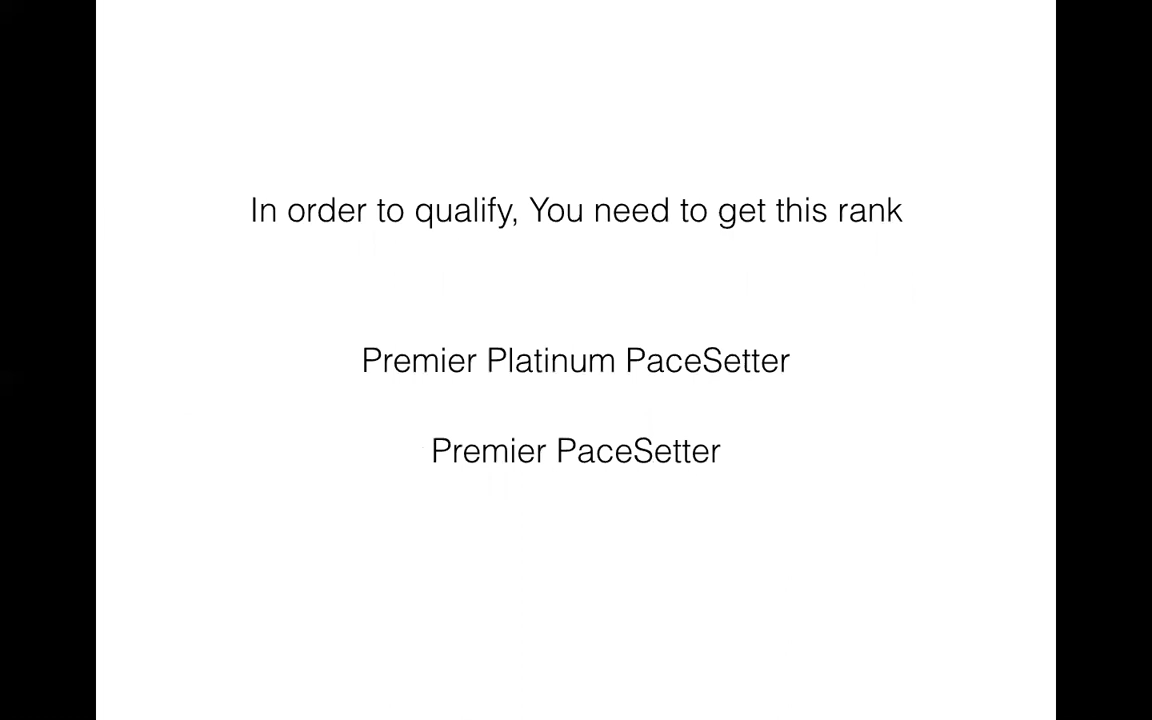 In order to qualify, You need to get this rank
Premier Platinum PaceSetter
Premier PaceSetter